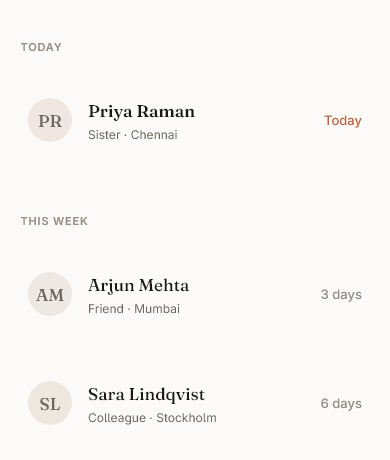 TODAY
PR
Priya Raman
Sister · Chennai
Today
THIS WEEK
AM
Arjun Mehta
Friend · Mumbai
3 days
SL
Sara Lindqvist
Colleague · Stockholm
6 days